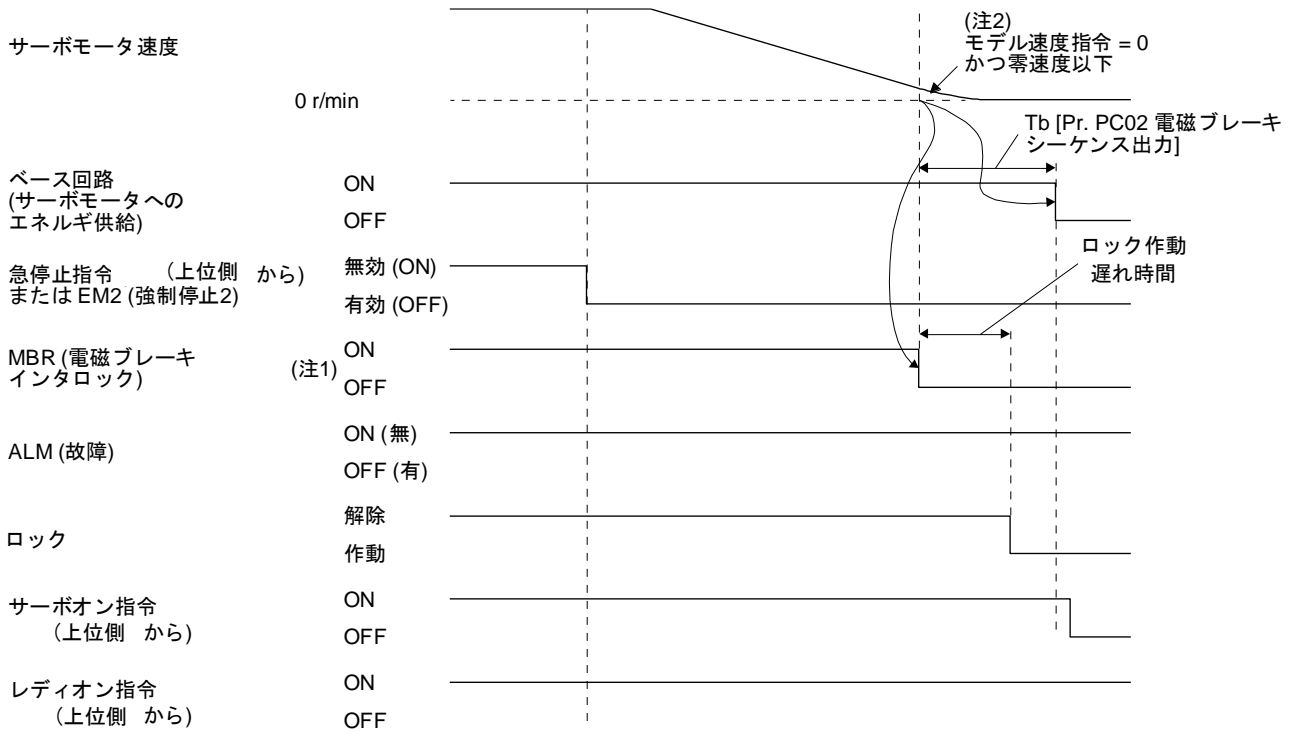 サーボモータ速度
(注2)
モデル速度指令 = 0
かつ零速度以下
0 r/min
Tb [Pr. PC02 電磁ブレーキ
シーケンス出力]
ベース回路
(サーボモータへの
エネルギ供給)
ON
OFF
ロック作動
遅れ時間
急停止指令 (上位側 から)
または EM2 (強制停止2)
無効 (ON)
有効 (OFF)
MBR (電磁ブレーキ
インタロック)
(注1)
ON
OFF
ALM (故障)
ON (無)
OFF (有)
ロック
解除
作動
サーボオン指令
(上位側 から)
ON
OFF
レディオン指令
(上位側 から)
ON
OFF